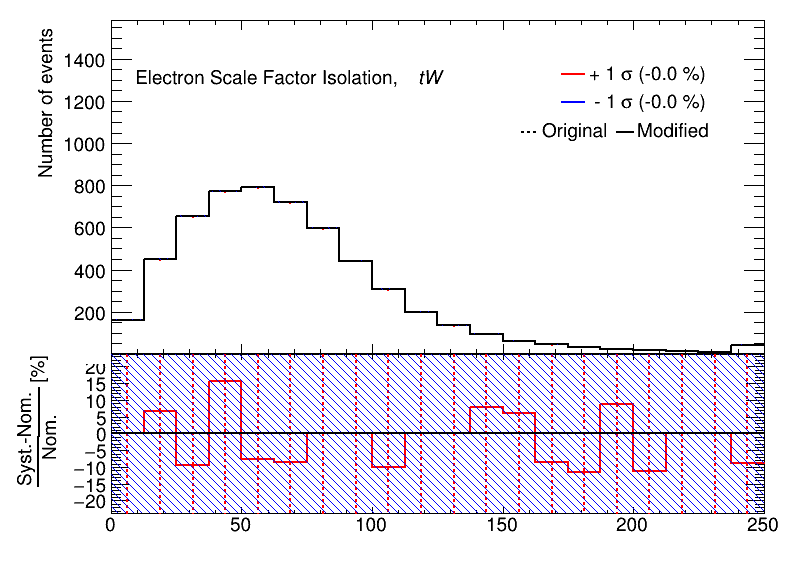 Number of events
1400
1200
1000
800
600
400
200
Electron Scale Factor Isolation, tW
+ 1 σ (-0.0 %)
- 1 σ (-0.0 %)
Original Modified
Syst.-Nom.
Nom.
[%]
20
15
10
5
0
−5
−10
−15
−20
0 50 100 150 200 250